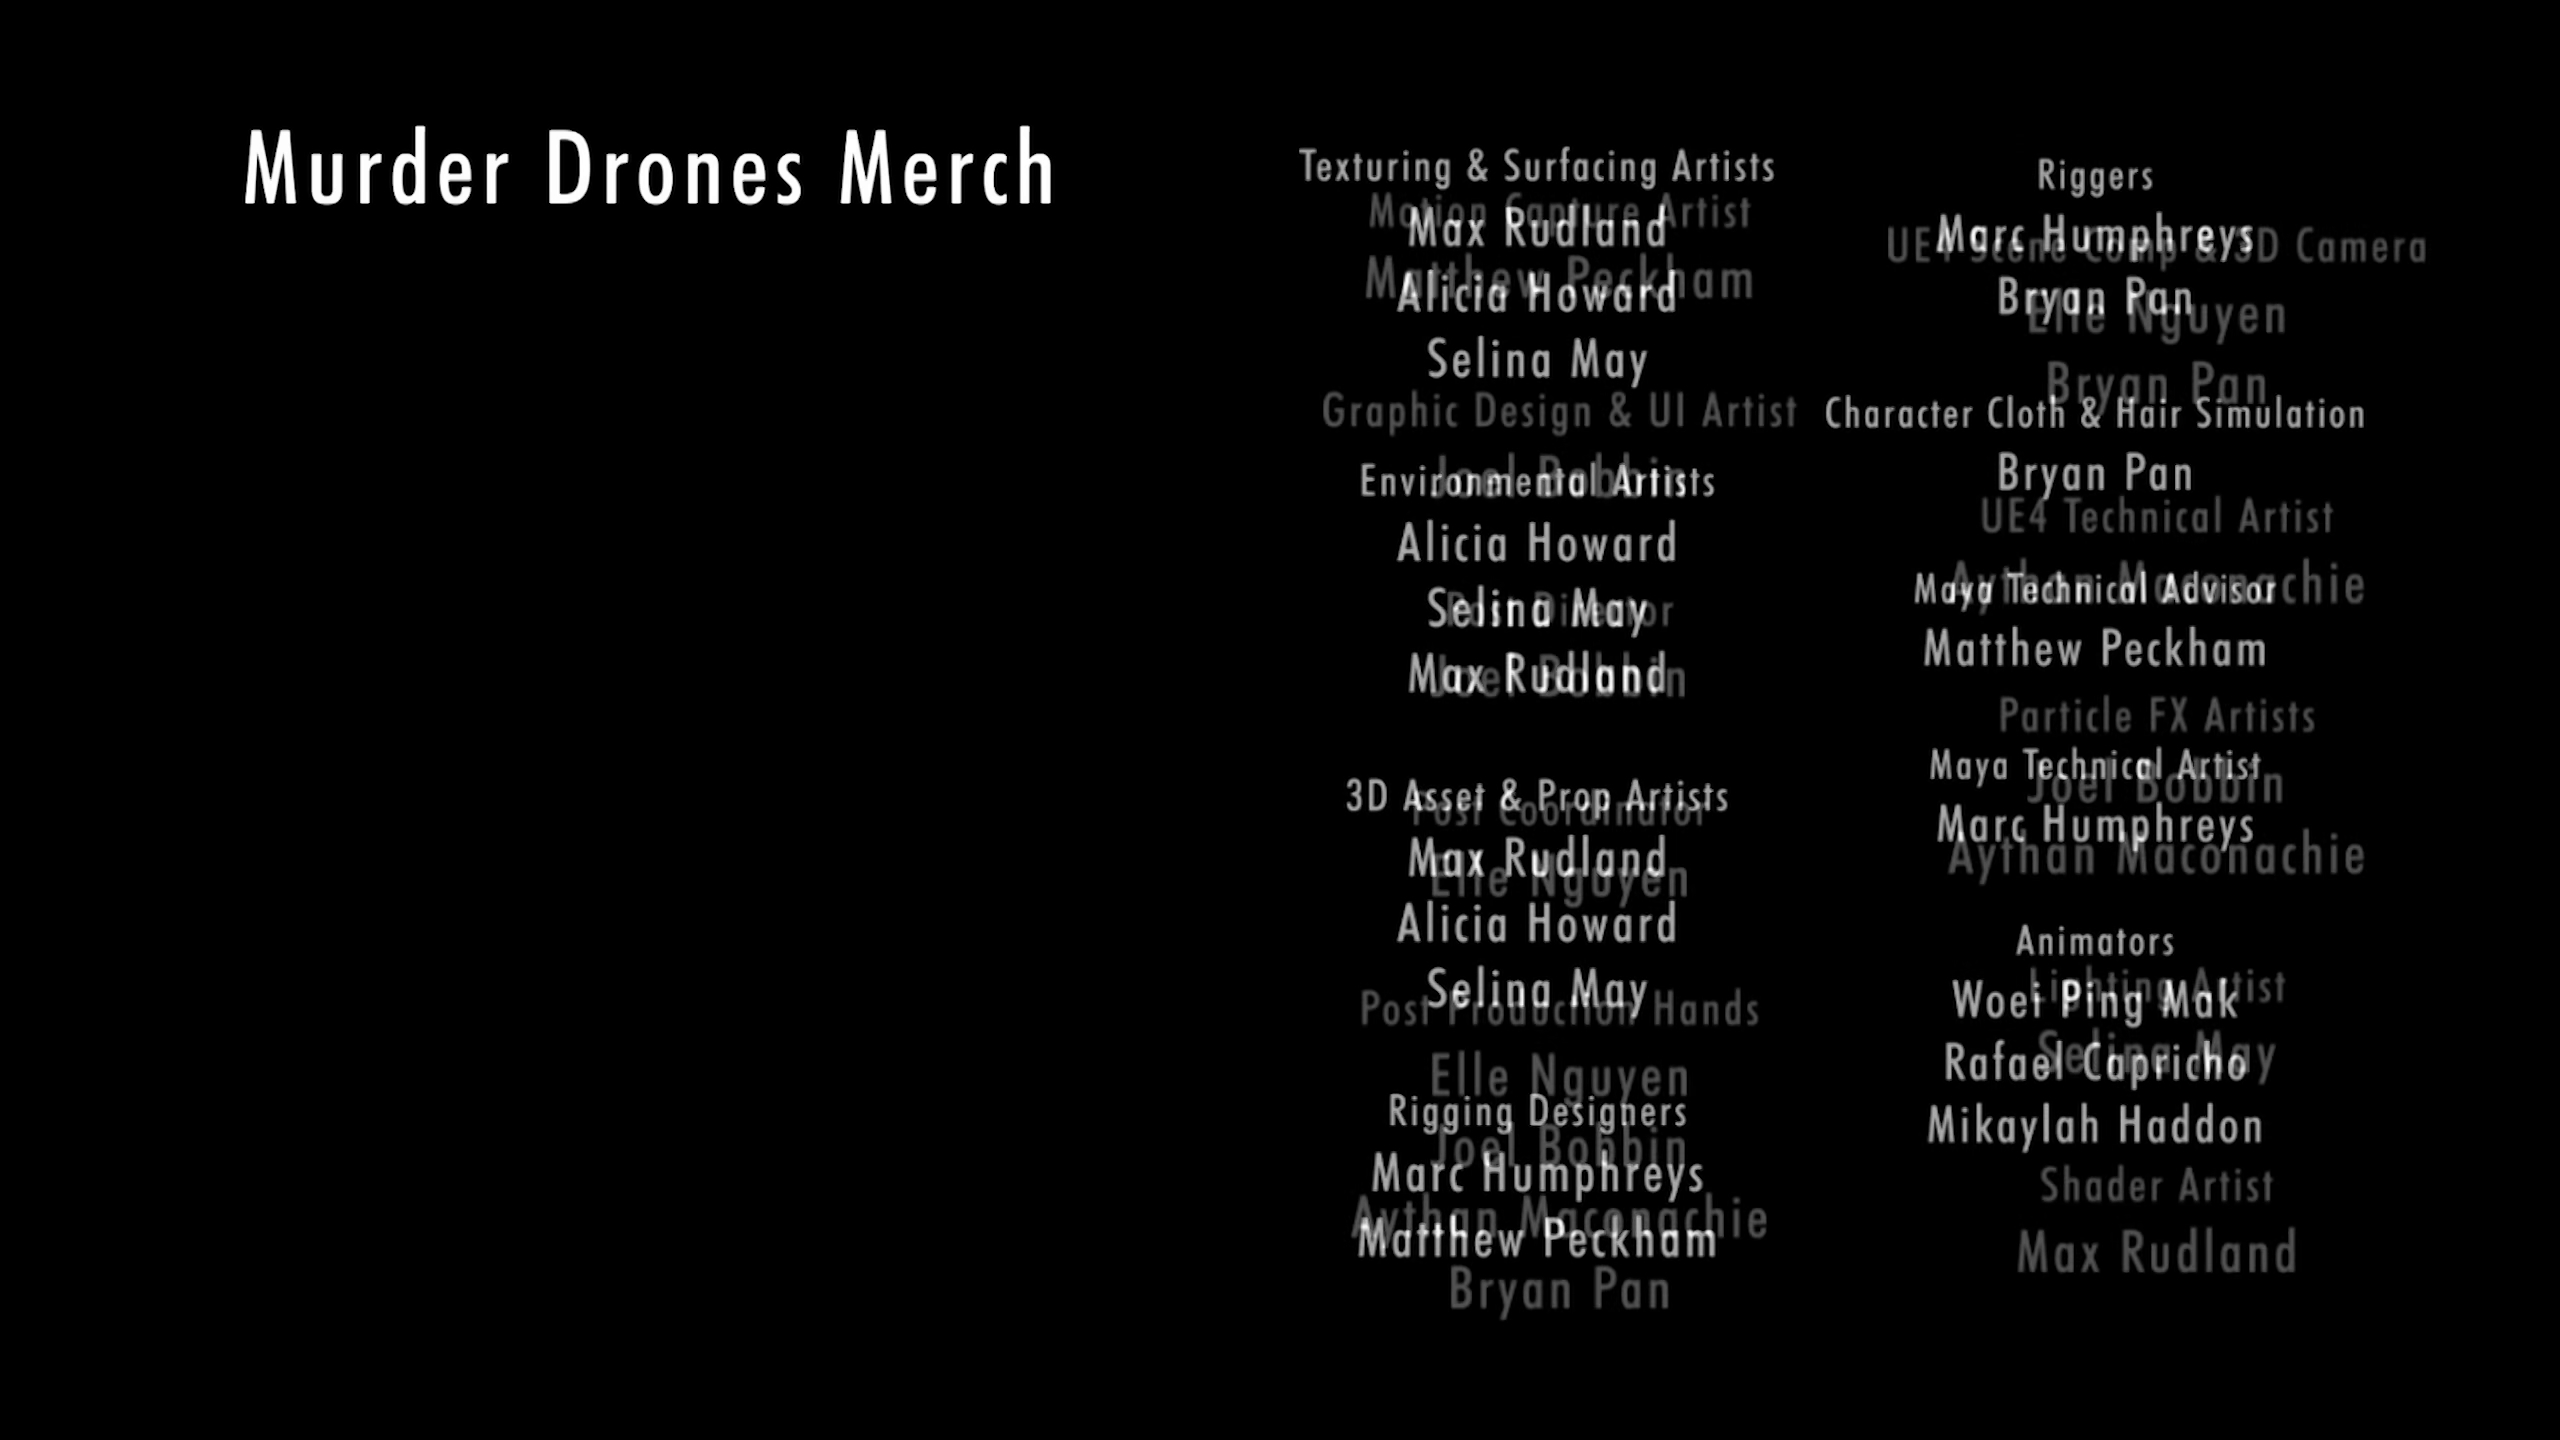 Murder Drones Merch
Texturing & Surfacing Artists
Max Rudland
Alicia Howard
Selina May
Environmental Artists
Alicia Howard
Selina May
Max Rudland
3D Asset & Prop Artists
Max Rudland
Alicia Howard
Selina May
Rigging Designers
Marc Humphreys
Matthew Peckham
Riggers
Marc Humphreys
Bryan Pan
Character Cloth & Hair Simulation
Bryan Pan
Maya Technical Advisor
Matthew Peckham
Maya Technical Artist
Marc Humphreys
Animators
Woei Ping Mak
Rafael Capricho
Mikaylah Haddon
Motion Capture Artist
Matthew Peckham
Graphic Design & UI Artist
Joel Bobbin
Post Director
Joel Bobbin
Post Coordinator
Elle Nguyen
Post Production Hands
Elle Nguyen
Joel Bobbin
Aythan Maconachie
Bryan Pan
UE4 Scene Comp & 3D Camera
Elle Nguyen
Bryan Pan
UE4 Technical Artist
Aythan Maconachie
Particle FX Artists
Joel Bobbin
Aythan Maconachie
Lighting Artist
Selina May
Shader Artist
Max Rudland